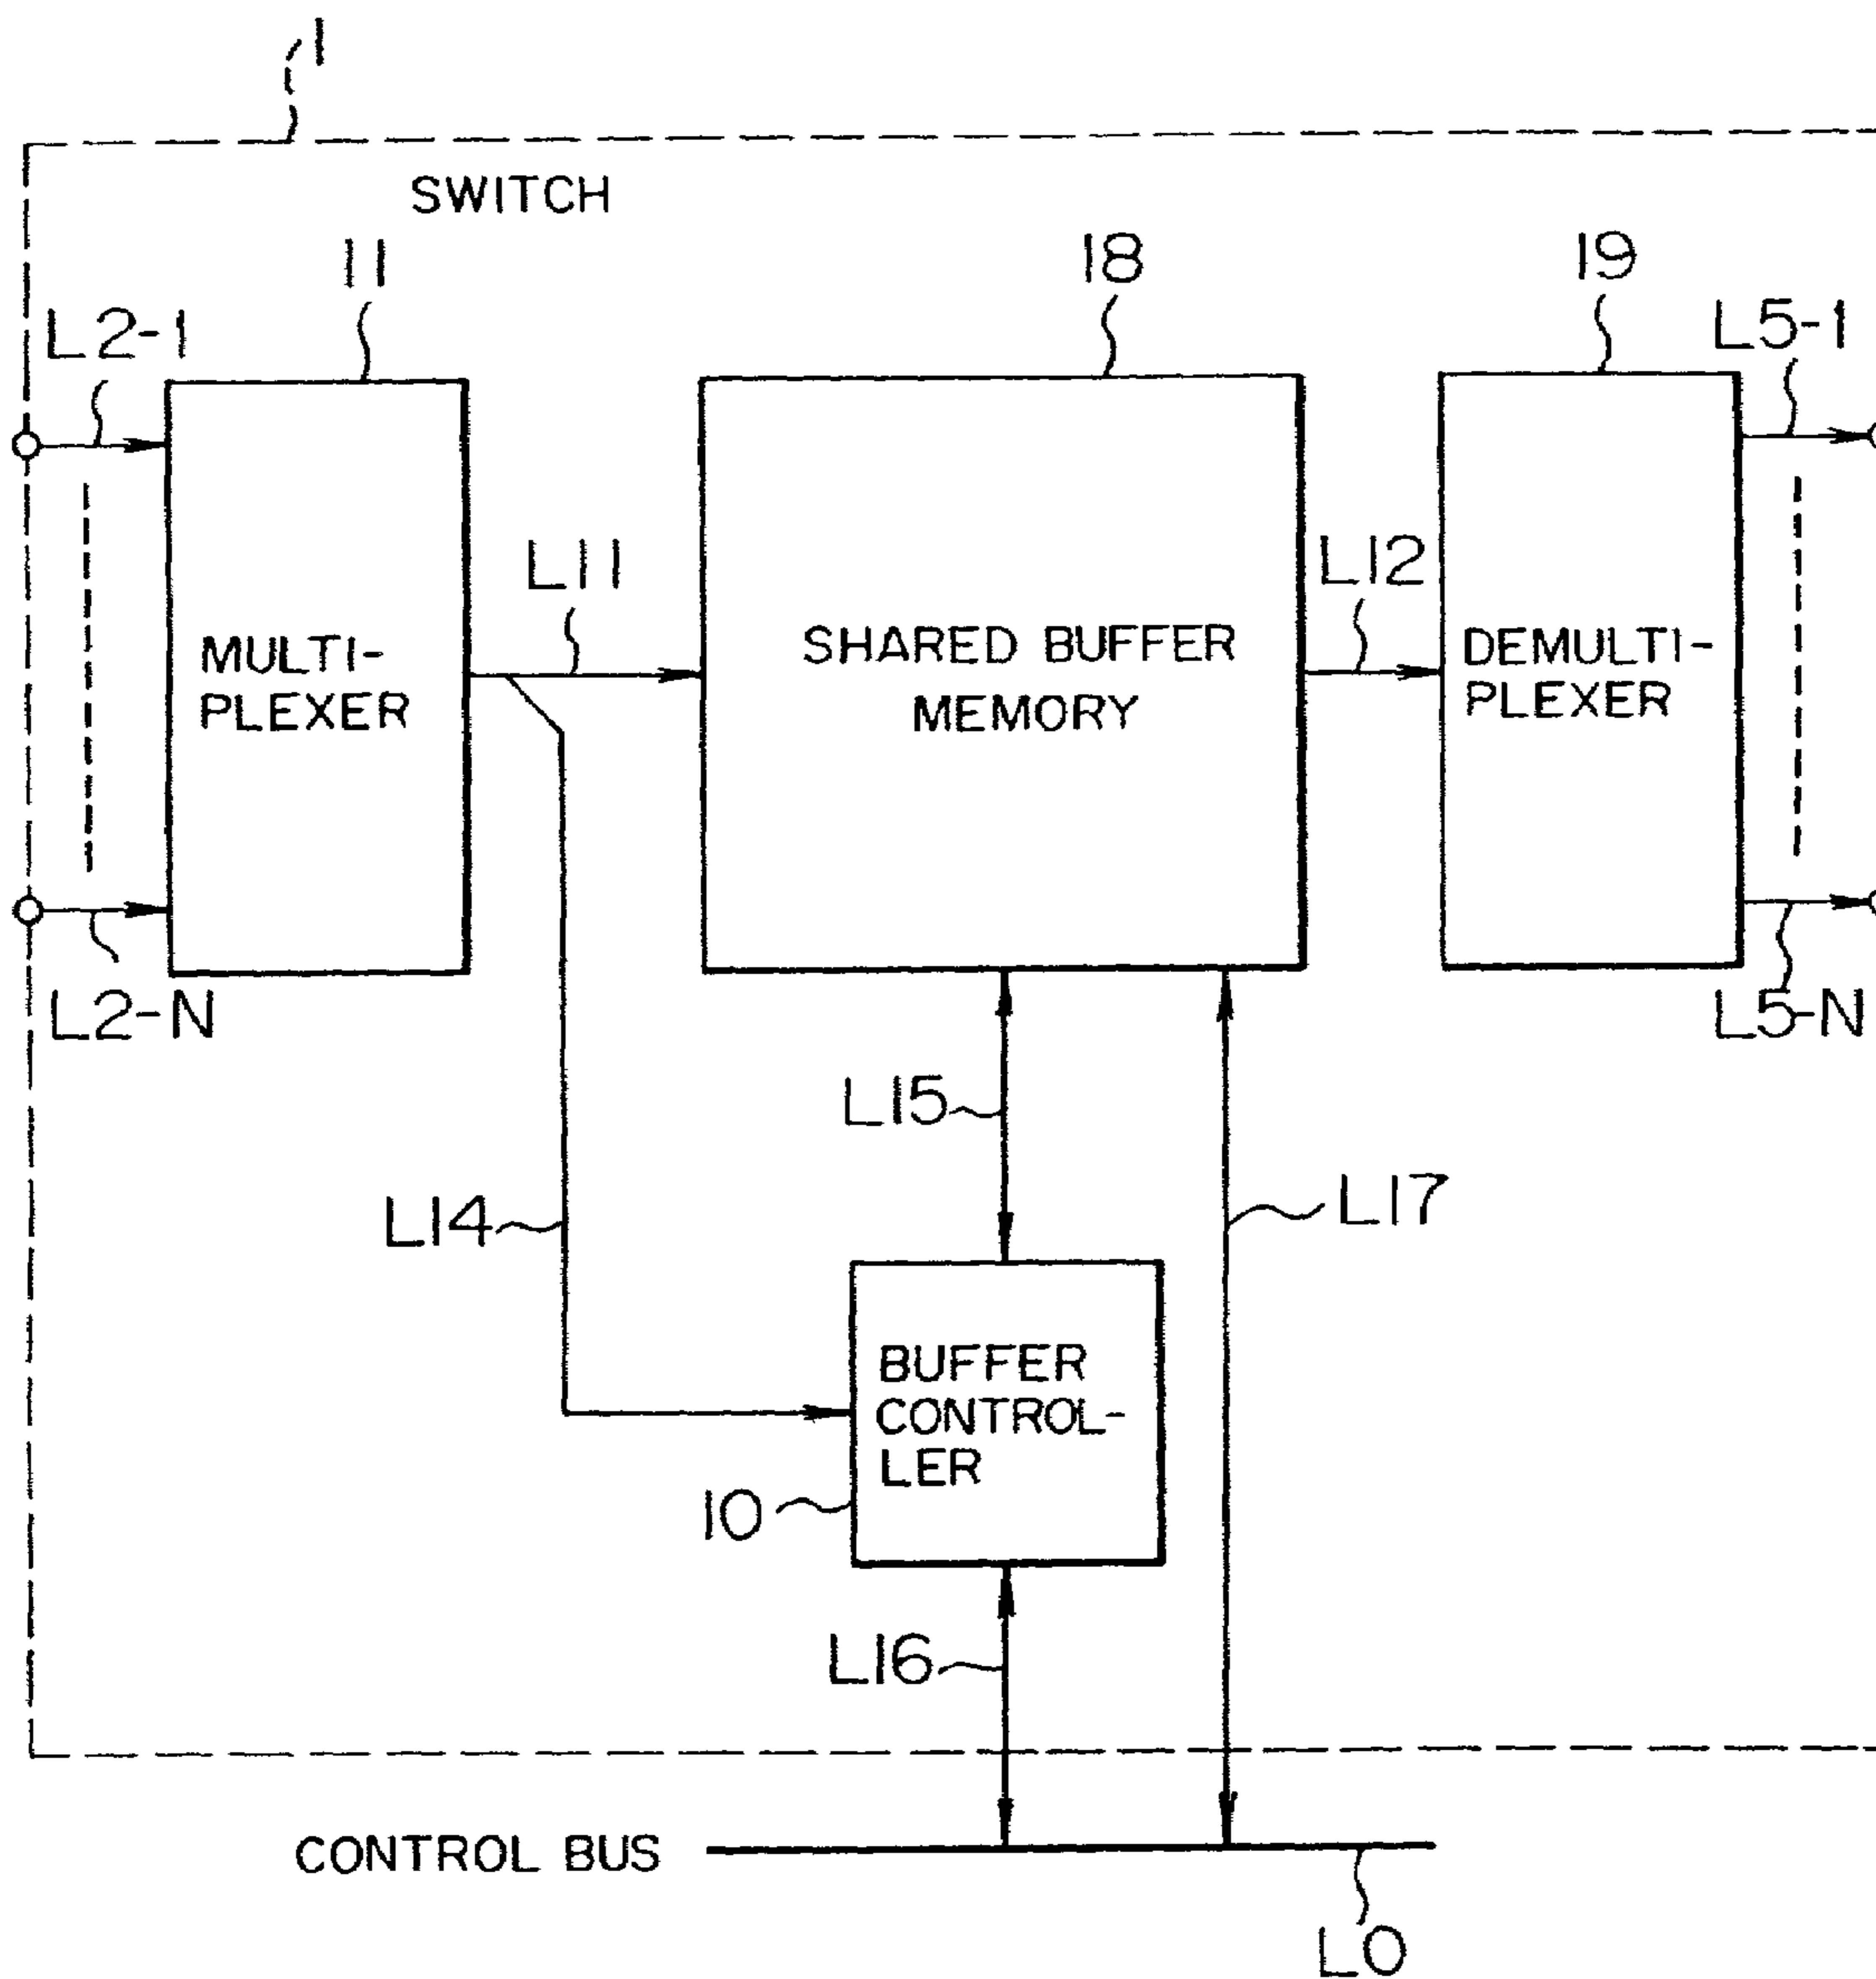 1
SWITCH
11
18
19
L2-1
L5-1
L11
L12
MULTI-
PLEXER
SHARED BUFFER
MEMORY
DEMULTI-
PLEXER
L2-N
L5-N
L15
L14
L17
BUFFER
CONTROL-
LER
10
L16
CONTROL BUS
L0